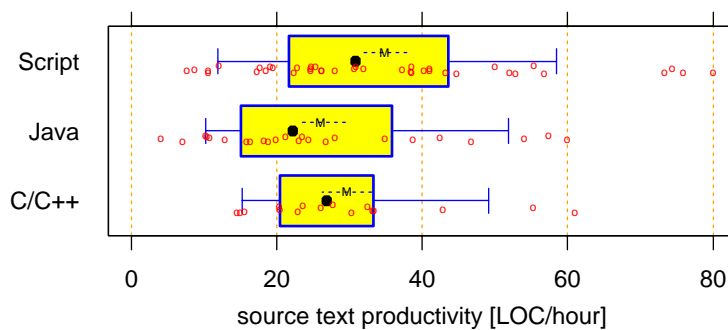 Script
M
Java
M
C/C++
M
0 20 40 60 80
source text productivity [LOC/hour]